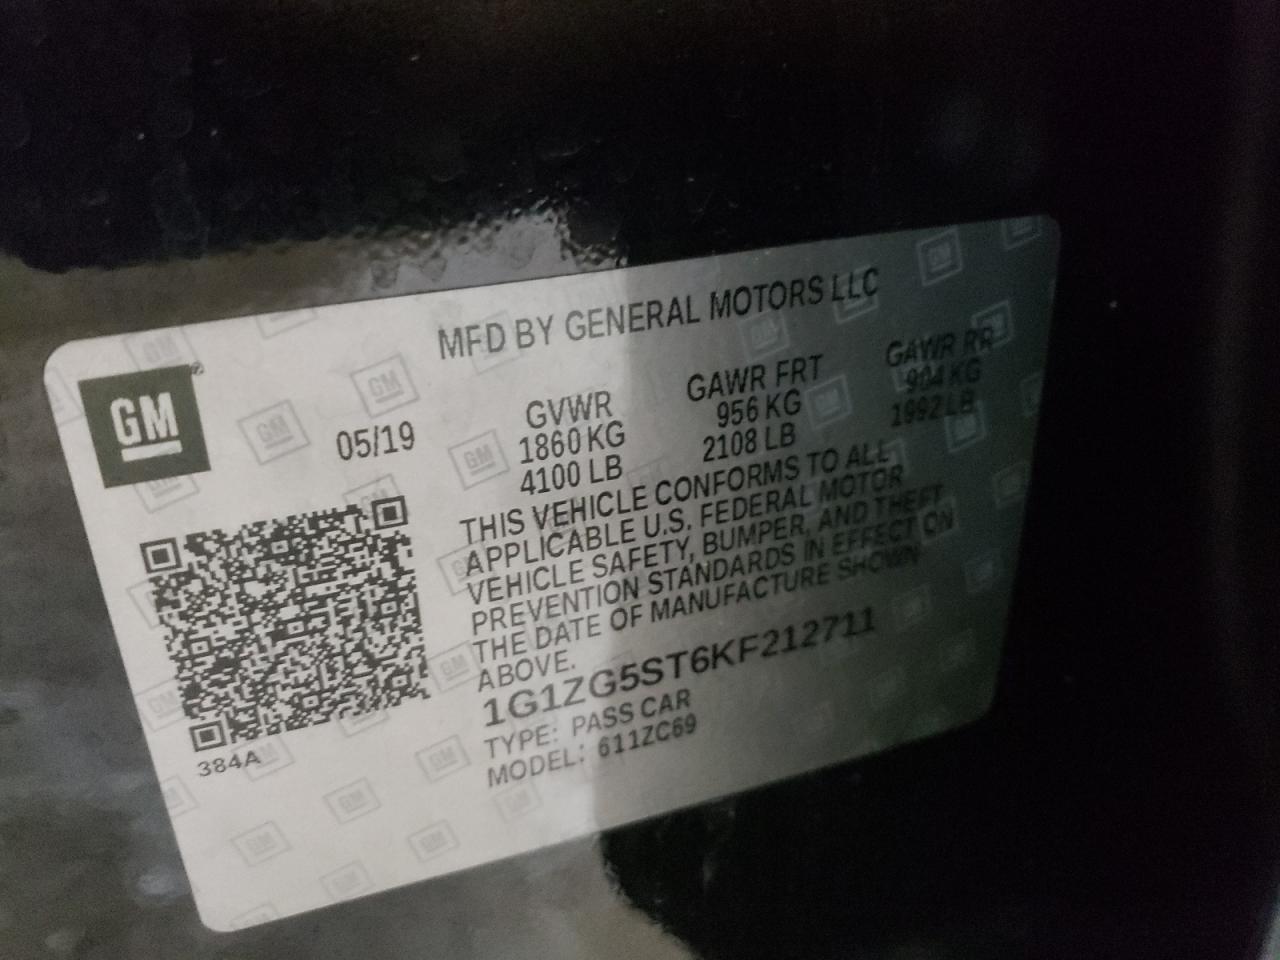 MFD BY GENERAL MOTORS LLC
GM
05/19
GVWR GAWR FRT GAWR RR
1860 KG 956 KG 904 KG
4100 LB 2108 LB 1992 LB
THIS VEHICLE CONFORMS TO ALL
APPLICABLE U.S. FEDERAL MOTOR
VEHICLE SAFETY, BUMPER, AND THEFT
PREVENTION STANDARDS IN EFFECT ON
THE DATE OF MANUFACTURE SHOWN
ABOVE.
1G1ZG5ST6KF212711
TYPE: PASS CAR
MODEL: 611ZC69
384A